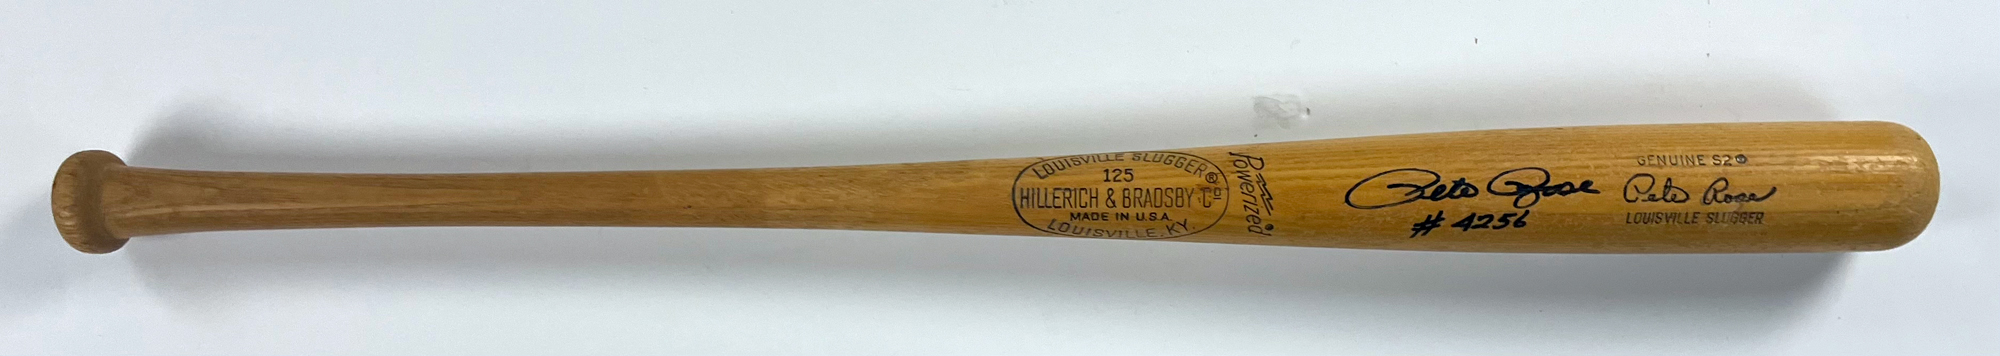 LOUISVILLE SLUGGER®
125
HILLERICH & BRADSBY Cº
MADE IN U.S.A.
LOUISVILLE, KY.
Powerized
Pete Rose
# 4256
GENUINE S2
Pete Rose
LOUISVILLE SLUGGER